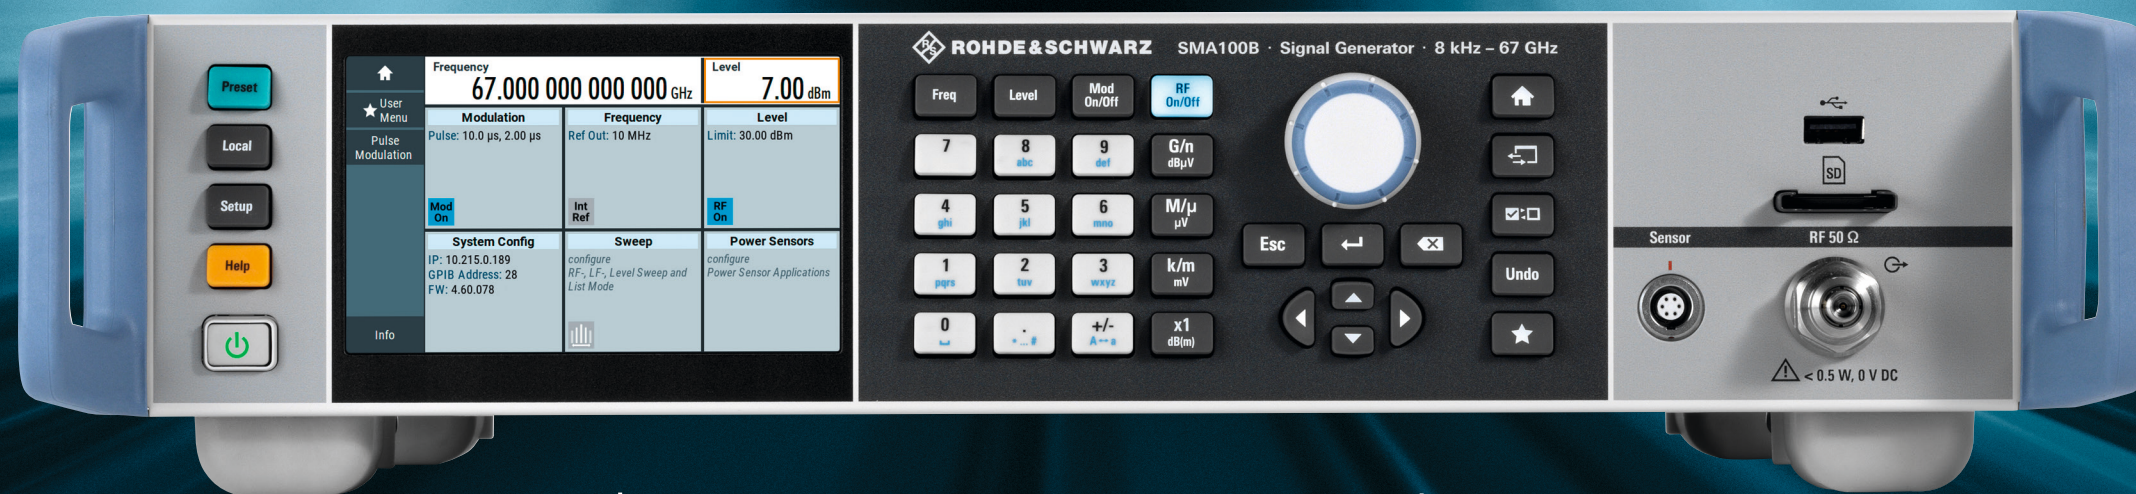 ROHDE&SCHWARZ SMA100B · Signal Generator · 8 kHz – 67 GHz
Preset
Local
Setup
Help
User
Menu
Pulse
Modulation
Info
Frequency
67.000 000 000 000 GHz
Level
7.00 dBm
Modulation
Pulse: 10.0 µs, 2.00 µs
Mod
On
Frequency
Ref Out: 10 MHz
Int
Ref
Level
Limit: 30.00 dBm
RF
On
System Config
IP: 10.215.0.189
GPIB Address: 28
FW: 4.60.078
Sweep
configure
RF-, LF-, Level Sweep and
List Mode
Power Sensors
configure
Power Sensor Applications
Freq
Level
Mod
On/Off
RF
On/Off
7
8
abc
9
def
G/n
dBµV
4
ghi
5
jkl
6
mno
M/µ
µV
1
pqrs
2
tuv
3
wxyz
k/m
mV
0
.
* _ #
+/-
A↔a
x1
dB(m)
Esc
Undo
SD
Sensor
RF 50 Ω
< 0.5 W, 0 V DC